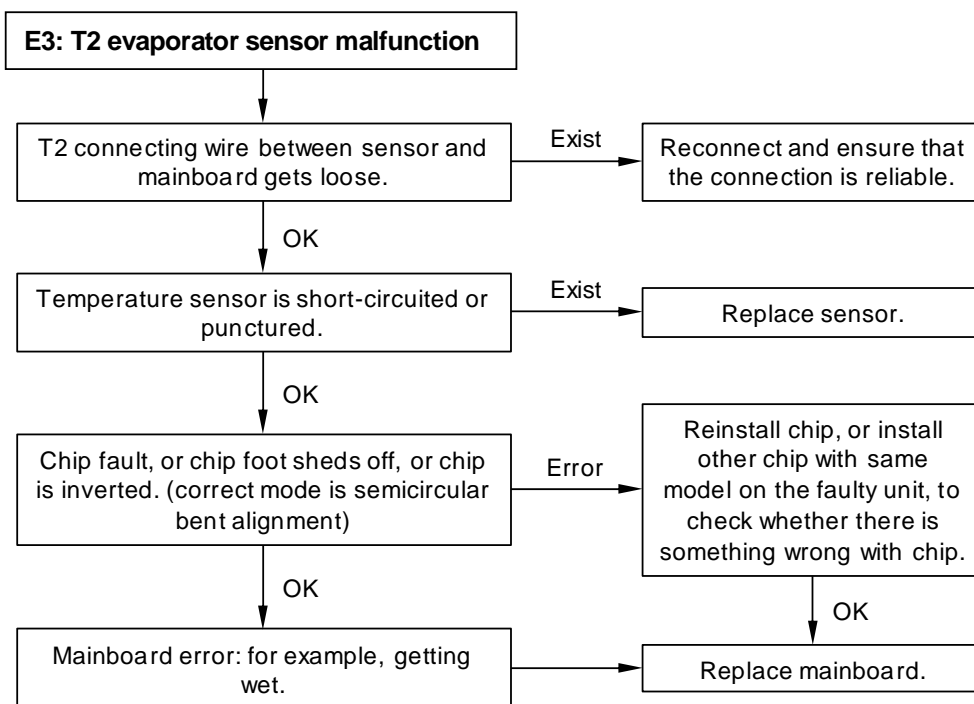 E3: T2 evaporator sensor malfunction
T2 connecting wire between sensor and
mainboard gets loose.
Exist
Reconnect and ensure that
the connection is reliable.
OK
Temperature sensor is short-circuited or
punctured.
Exist
Replace sensor.
OK
Chip fault, or chip foot sheds off, or chip
is inverted. (correct mode is semicircular
bent alignment)
Error
Reinstall chip, or install
other chip with same
model on the faulty unit, to
check whether there is
something wrong with chip.
OK
OK
Mainboard error: for example, getting
wet.
Replace mainboard.